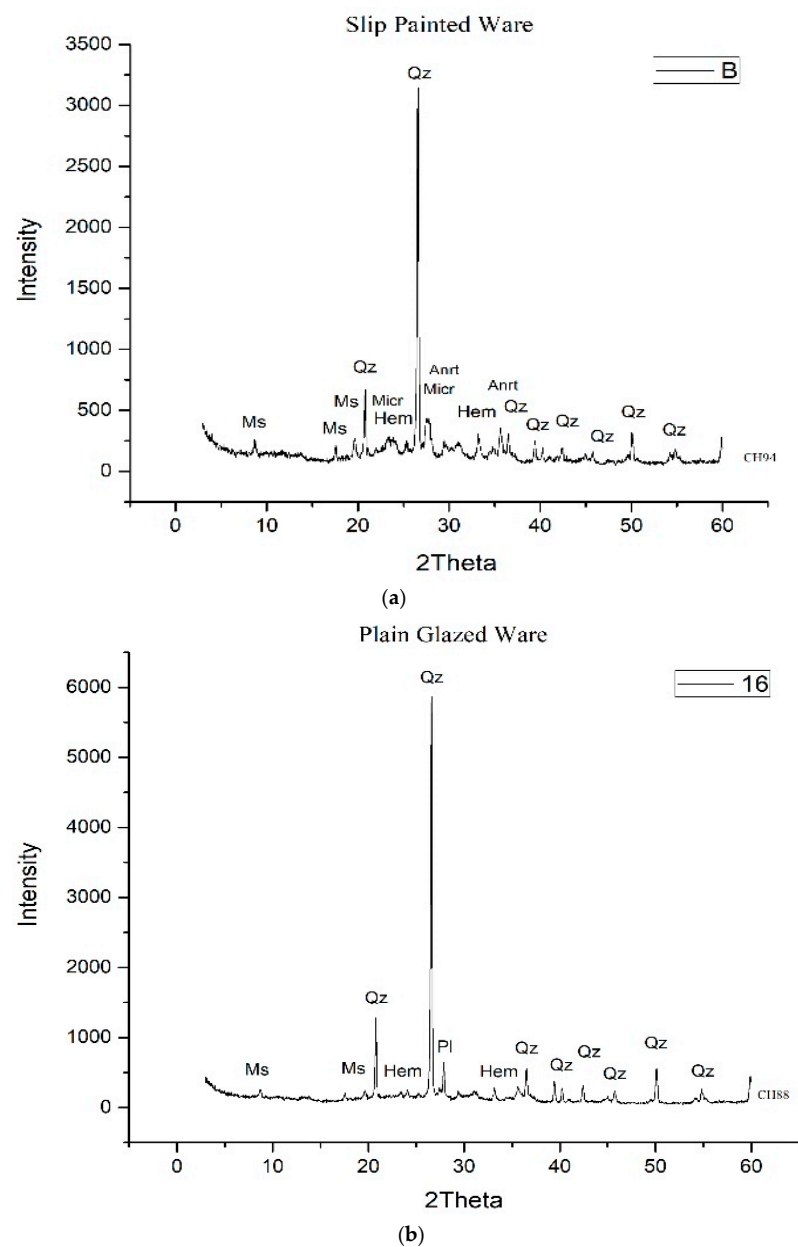 Slip Painted Ware
3500
3000
2500
2000
1500
1000
500
0
-500
Intensity
Qz
B
Ms
Ms
Ms
Qz
Micr
Hem
Anrt
Micr
Hem
Anrt
Qz
Qz
Qz
Qz
Qz
Qz
CH94
0
10
20
30
40
50
60
2Theta
(a)
Plain Glazed Ware
6000
5000
4000
3000
2000
1000
0
Intensity
Qz
16
Ms
Ms
Qz
Hem
Pl
Hem
Qz
Qz
Qz
Qz
Qz
Qz
CH88
0
10
20
30
40
50
60
2Theta
(b)